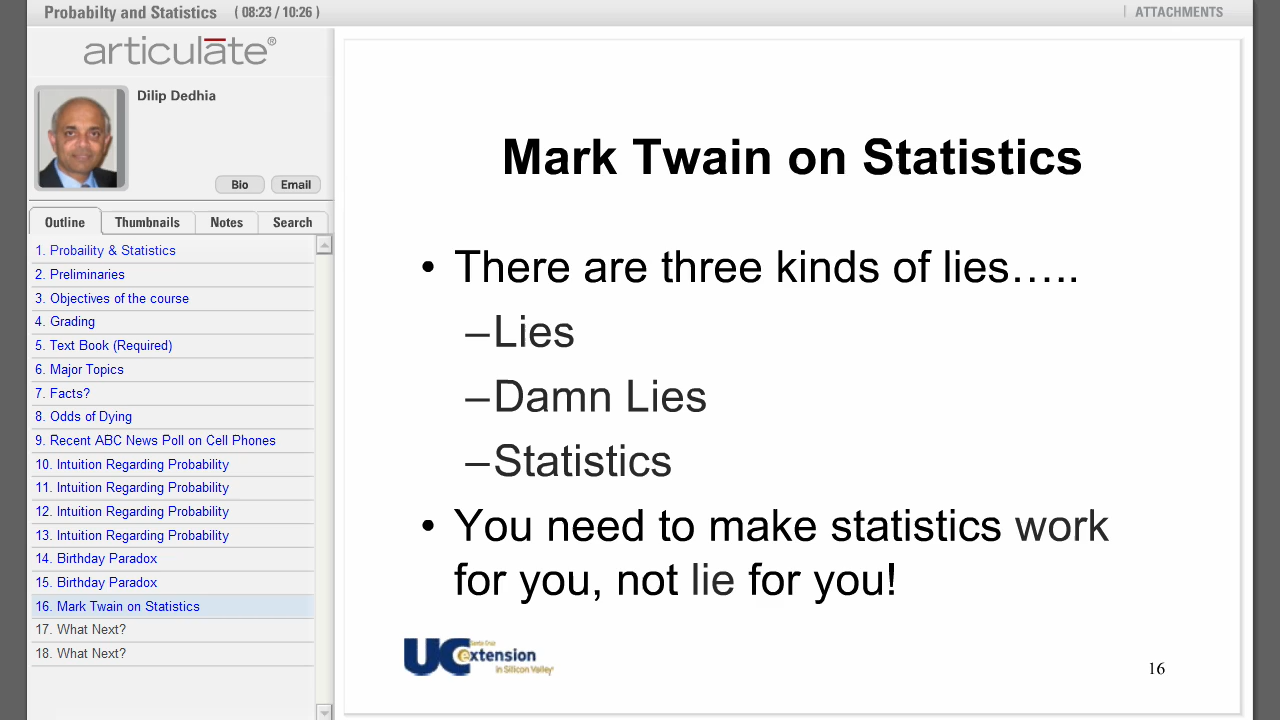 Probabilty and Statistics ( 08:23 / 10:26 )
ATTACHMENTS
articulate®
Dilip Dedhia
Bio Email
Outline Thumbnails Notes Search
1. Probaility & Statistics
2. Preliminaries
3. Objectives of the course
4. Grading
5. Text Book (Required)
6. Major Topics
7. Facts?
8. Odds of Dying
9. Recent ABC News Poll on Cell Phones
10. Intuition Regarding Probability
11. Intuition Regarding Probability
12. Intuition Regarding Probability
13. Intuition Regarding Probability
14. Birthday Paradox
15. Birthday Paradox
16. Mark Twain on Statistics
17. What Next?
18. What Next?
Mark Twain on Statistics
• There are three kinds of lies…..
–Lies
–Damn Lies
–Statistics
• You need to make statistics work
for you, not lie for you!
Santa Cruz
UC extension
in Silicon Valley
16